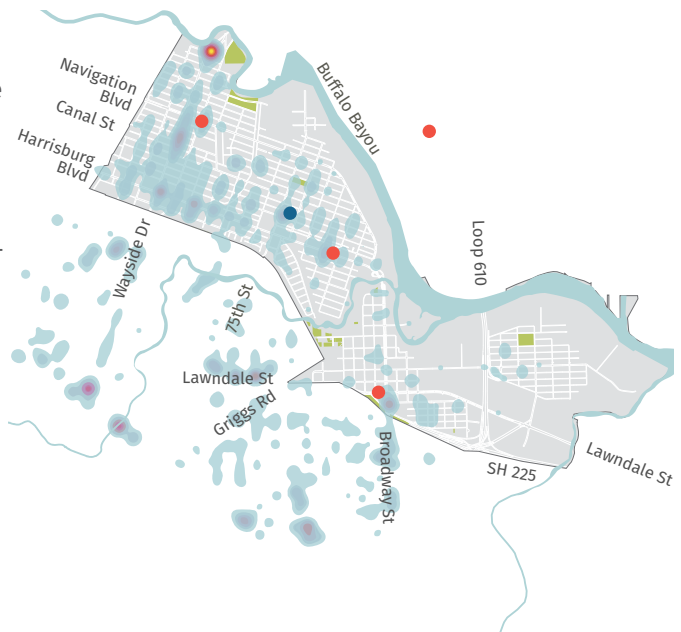 Navigation
Blvd
Canal St
Harrisburg
Blvd
Buffalo Bayou
Wayside Dr
75th St
Loop 610
Lawndale St
Griggs Rd
Broadway St
SH 225
Lawndale St